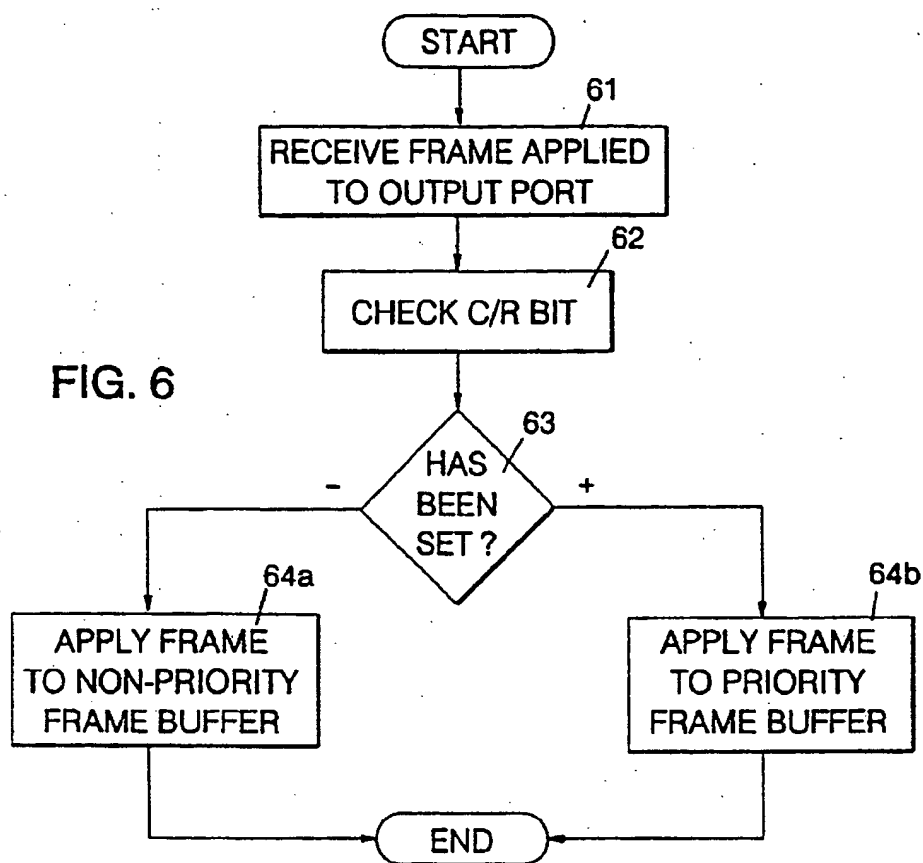 START
61
RECEIVE FRAME APPLIED
TO OUTPUT PORT
62
CHECK C/R BIT
FIG. 6
63
HAS
BEEN
SET ?
-
+
64a
APPLY FRAME
TO NON-PRIORITY
FRAME BUFFER
64b
APPLY FRAME
TO PRIORITY
FRAME BUFFER
END